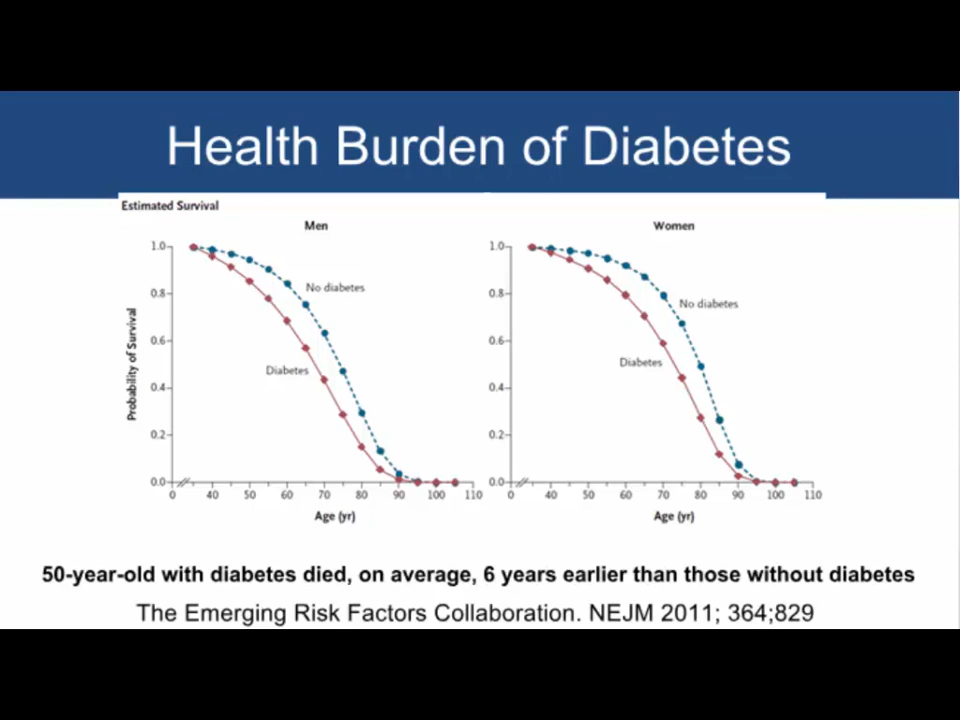 Health Burden of Diabetes
Estimated Survival
Men
Women
Probability of Survival
1.0
0.8
0.6
0.4
0.2
0.0
No diabetes
Diabetes
0 40 50 60 70 80 90 100 110
Age (yr)
1.0
0.8
0.6
0.4
0.2
0.0
No diabetes
Diabetes
0 40 50 60 70 80 90 100 110
Age (yr)
50-year-old with diabetes died, on average, 6 years earlier than those without diabetes
The Emerging Risk Factors Collaboration. NEJM 2011; 364;829